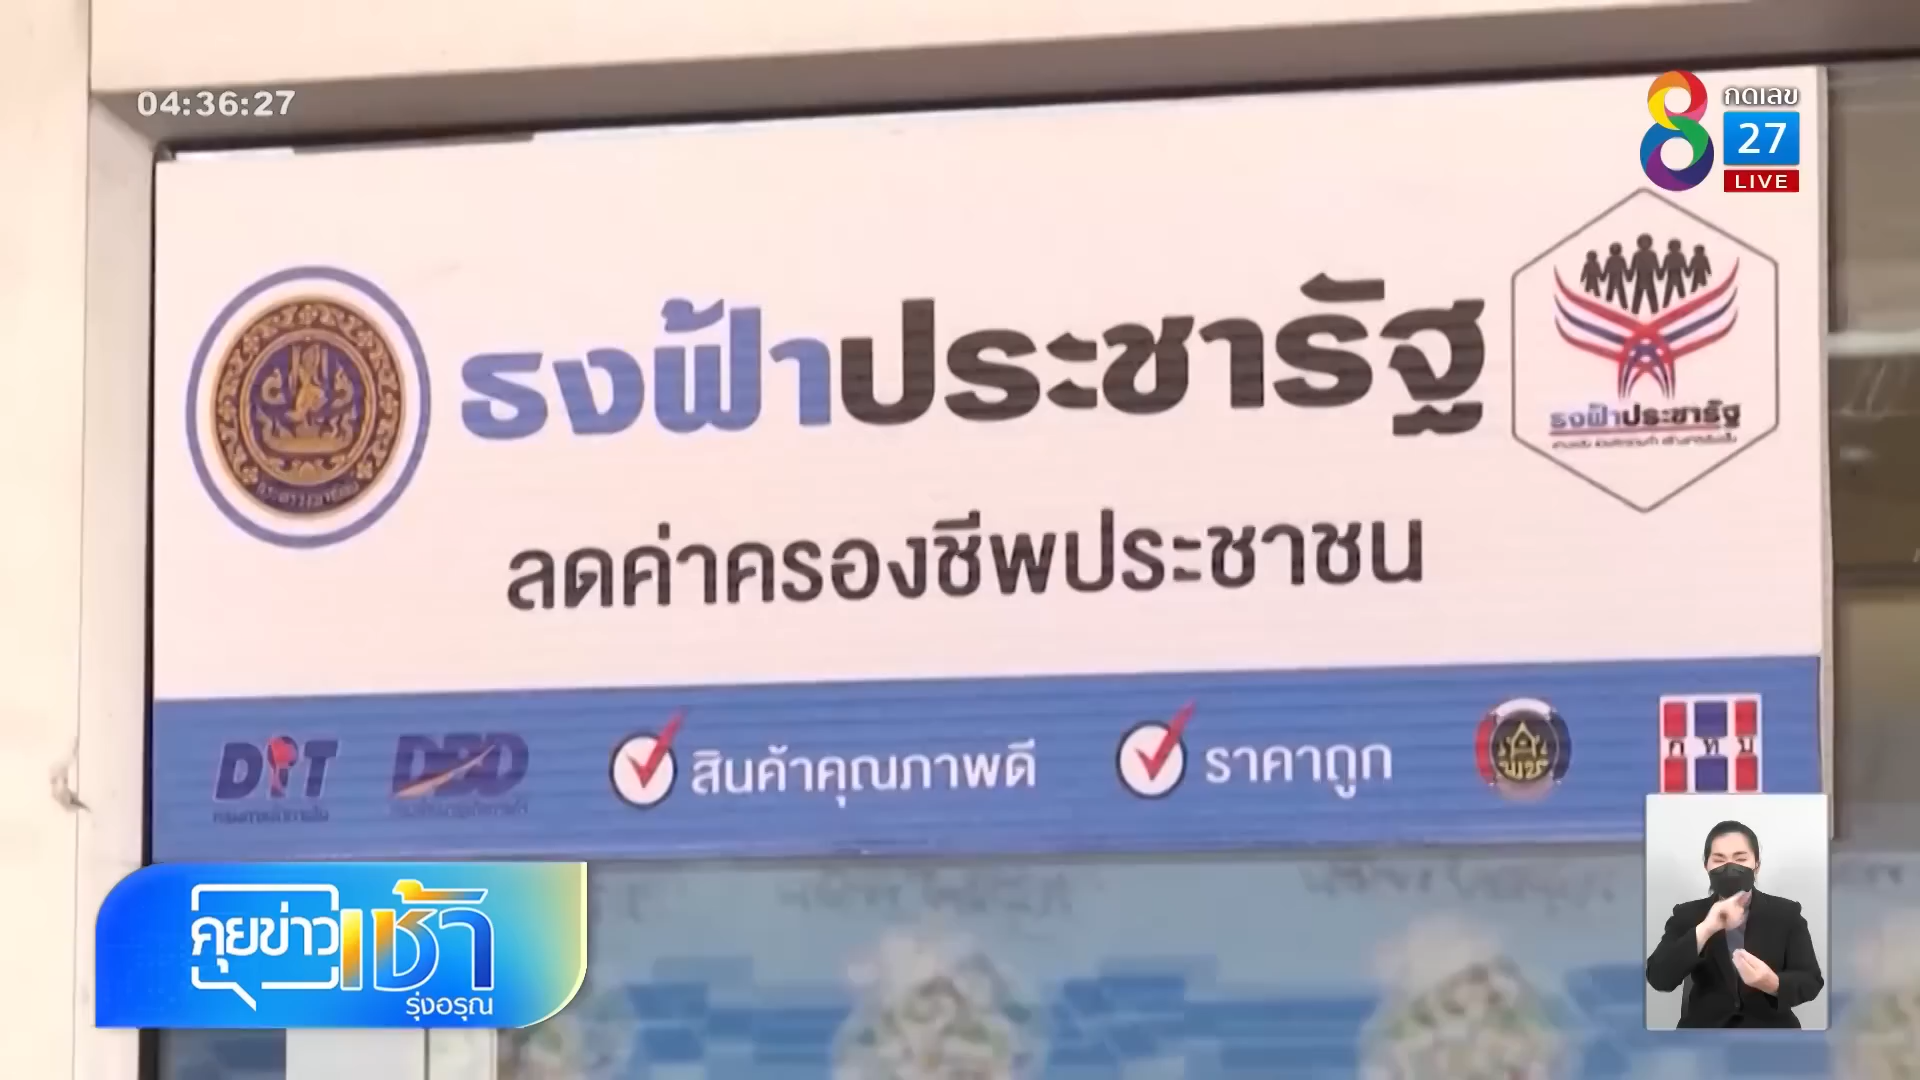 04:36:27
กดเลข
27
LIVE
ธงฟ้าประชารัฐ
ธงฟ้าประชารัฐ
ลดค่าครองชีพประชาชน
DIT
DBD
สินค้าคุณภาพดี
ราคาถูก
กทบ
คุยข่าวเช้า
รุ่งอรุณ